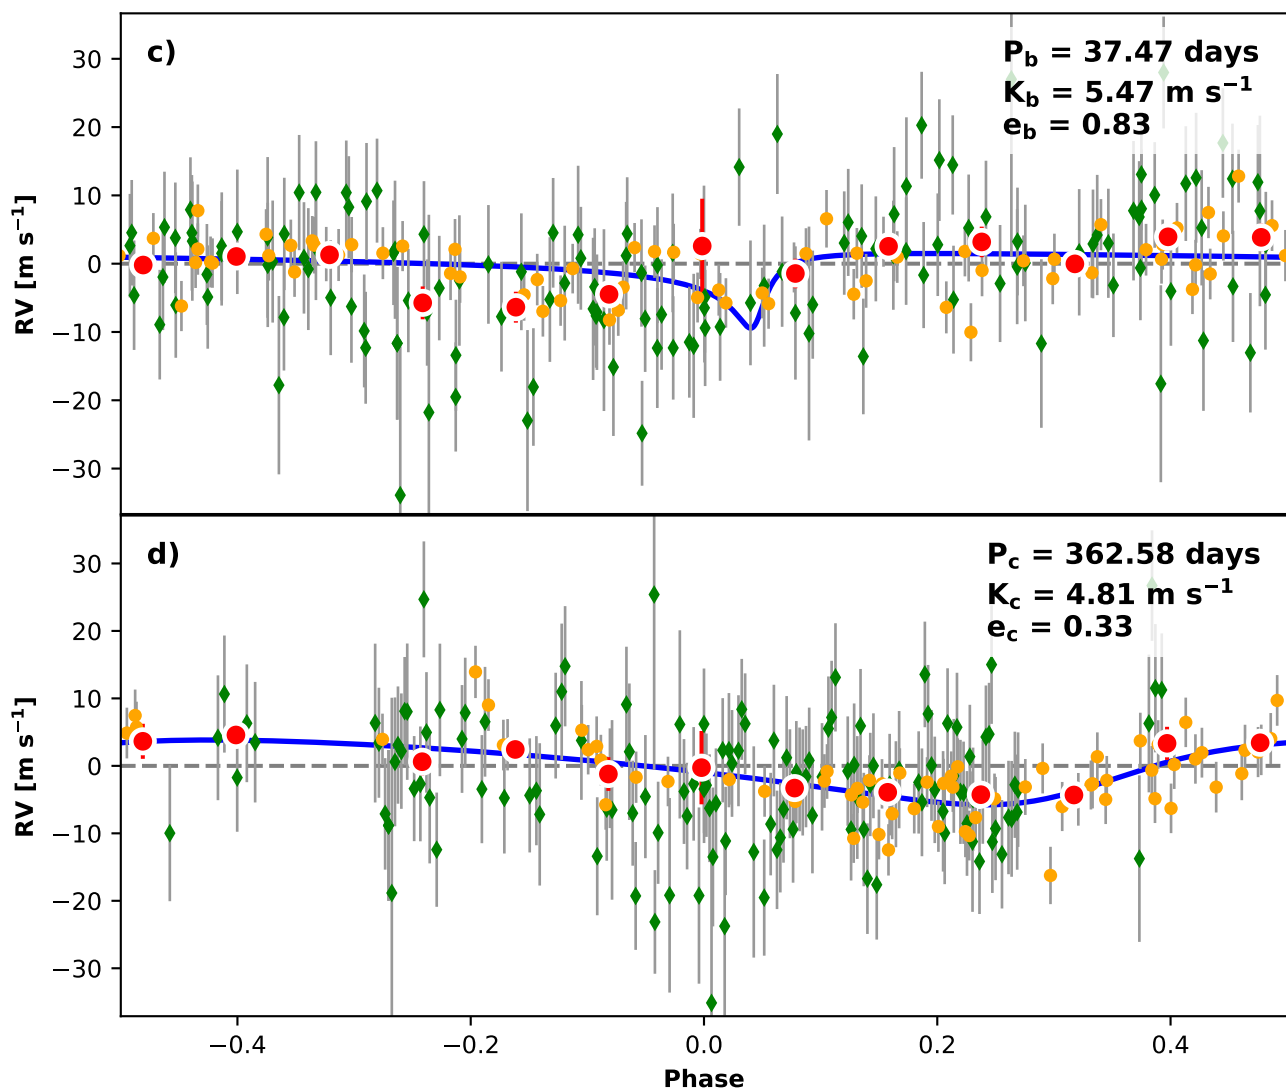 c)
P_b = 37.47 days
K_b = 5.47 m s⁻¹
e_b = 0.83
30
20
10
0
−10
−20
−30
RV [m s⁻¹]
d)
P_c = 362.58 days
K_c = 4.81 m s⁻¹
e_c = 0.33
30
20
10
0
−10
−20
−30
RV [m s⁻¹]
−0.4 −0.2 0.0 0.2 0.4
Phase